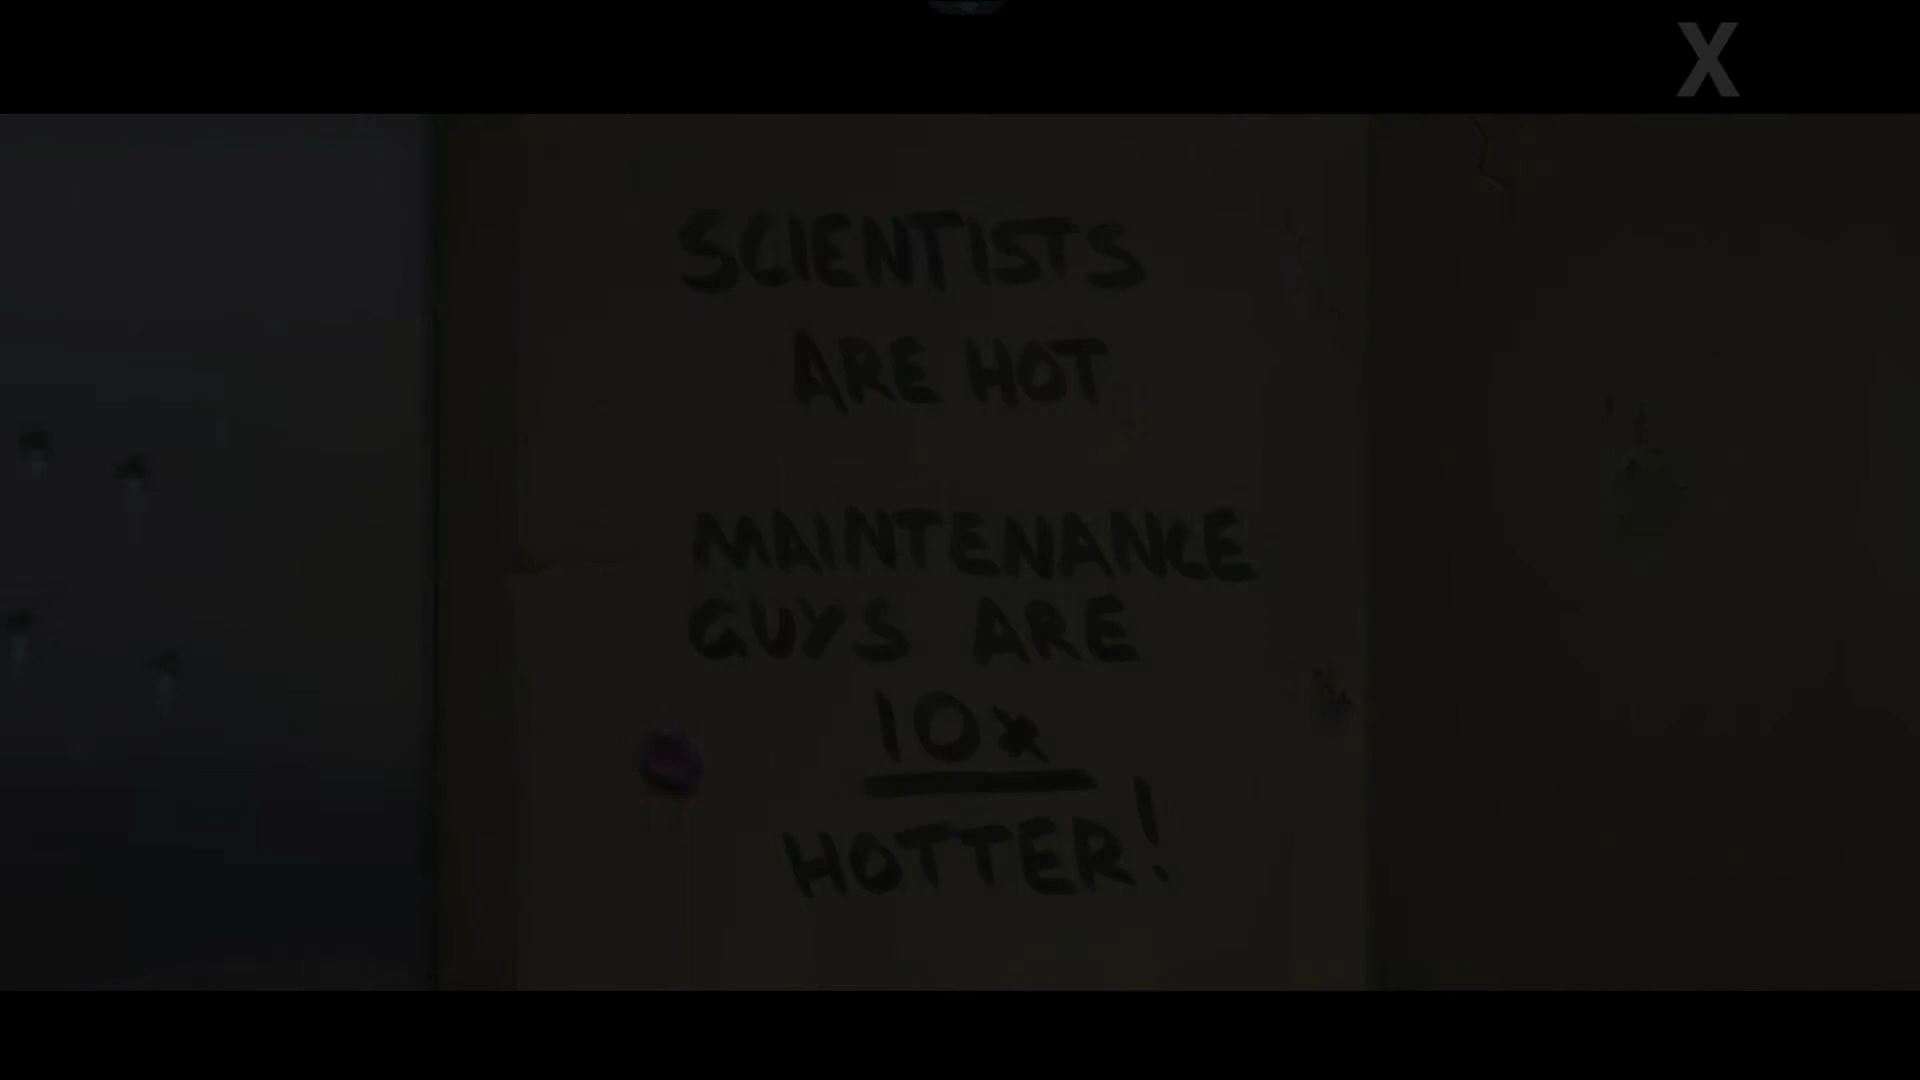 X
SCIENTISTS
ARE HOT
MAINTENANCE
GUYS ARE
10x
HOTTER!